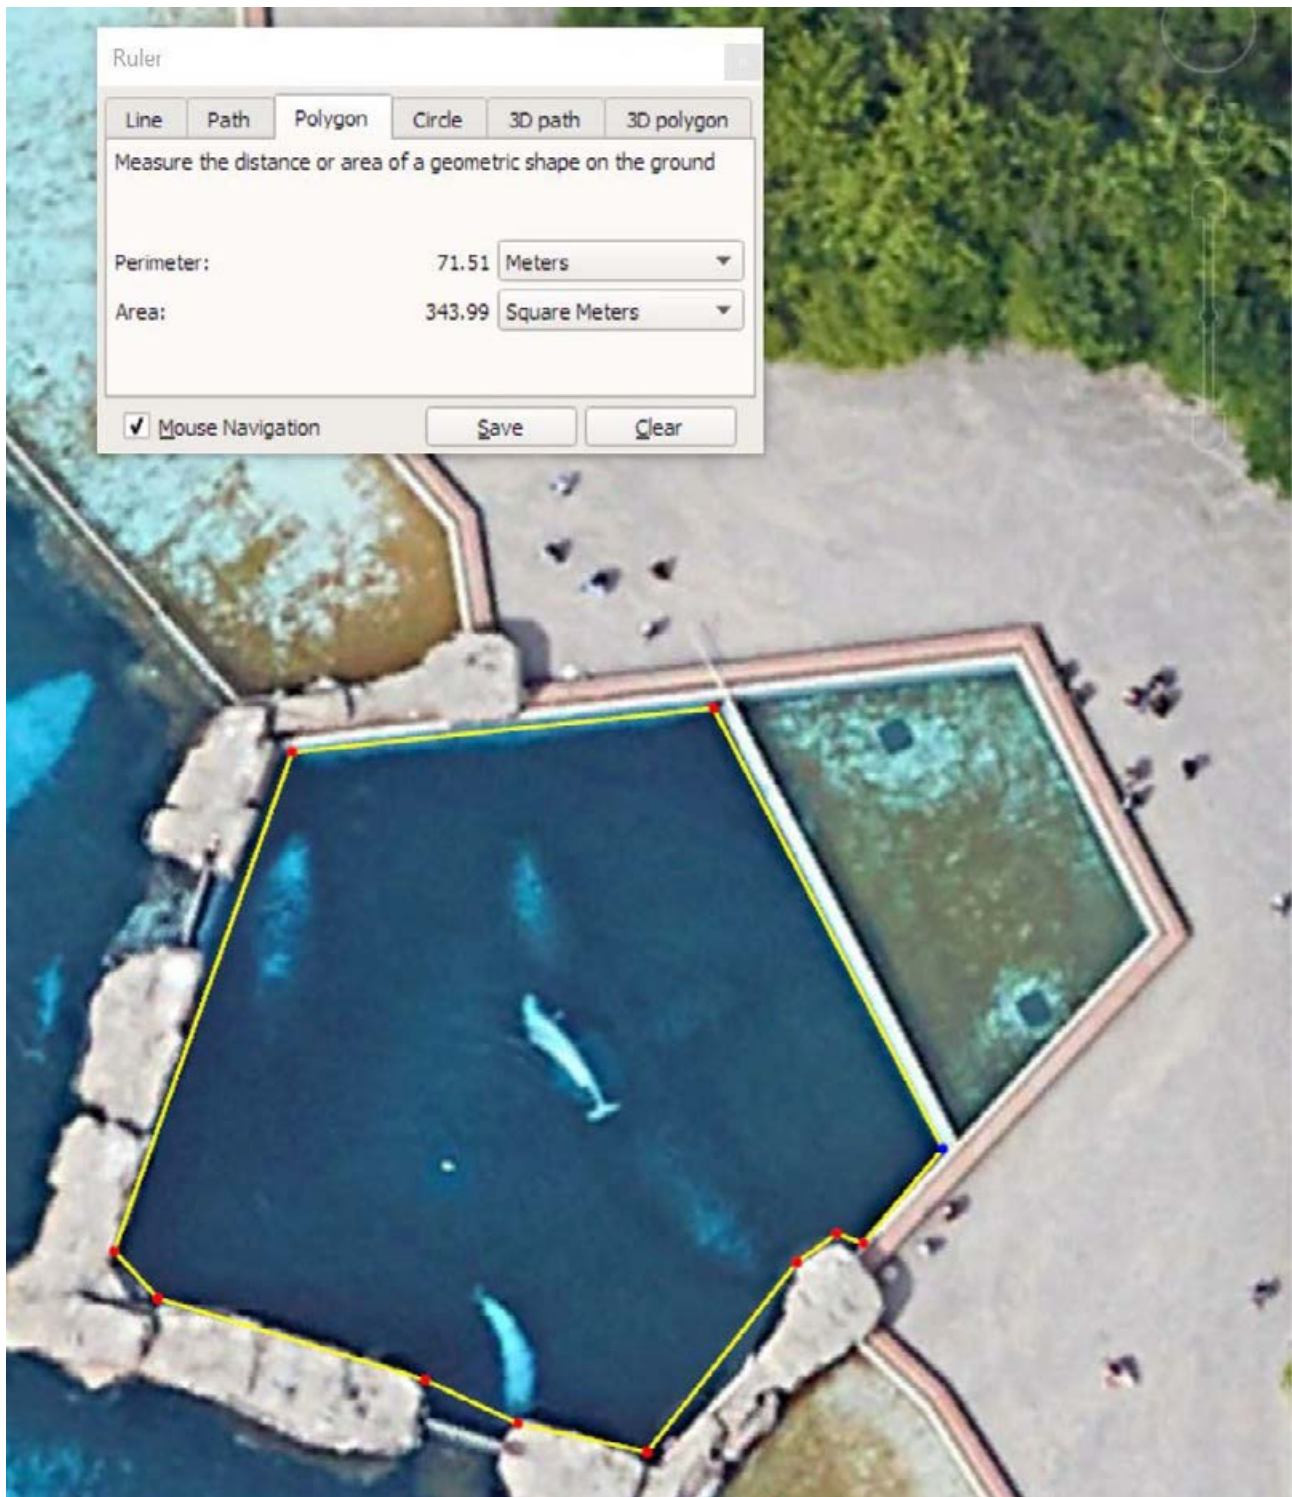 Ruler
Line Path Polygon Circle 3D path 3D polygon
Measure the distance or area of a geometric shape on the ground
Perimeter: 71.51 Meters
Area: 343.99 Square Meters
Mouse Navigation Save Clear